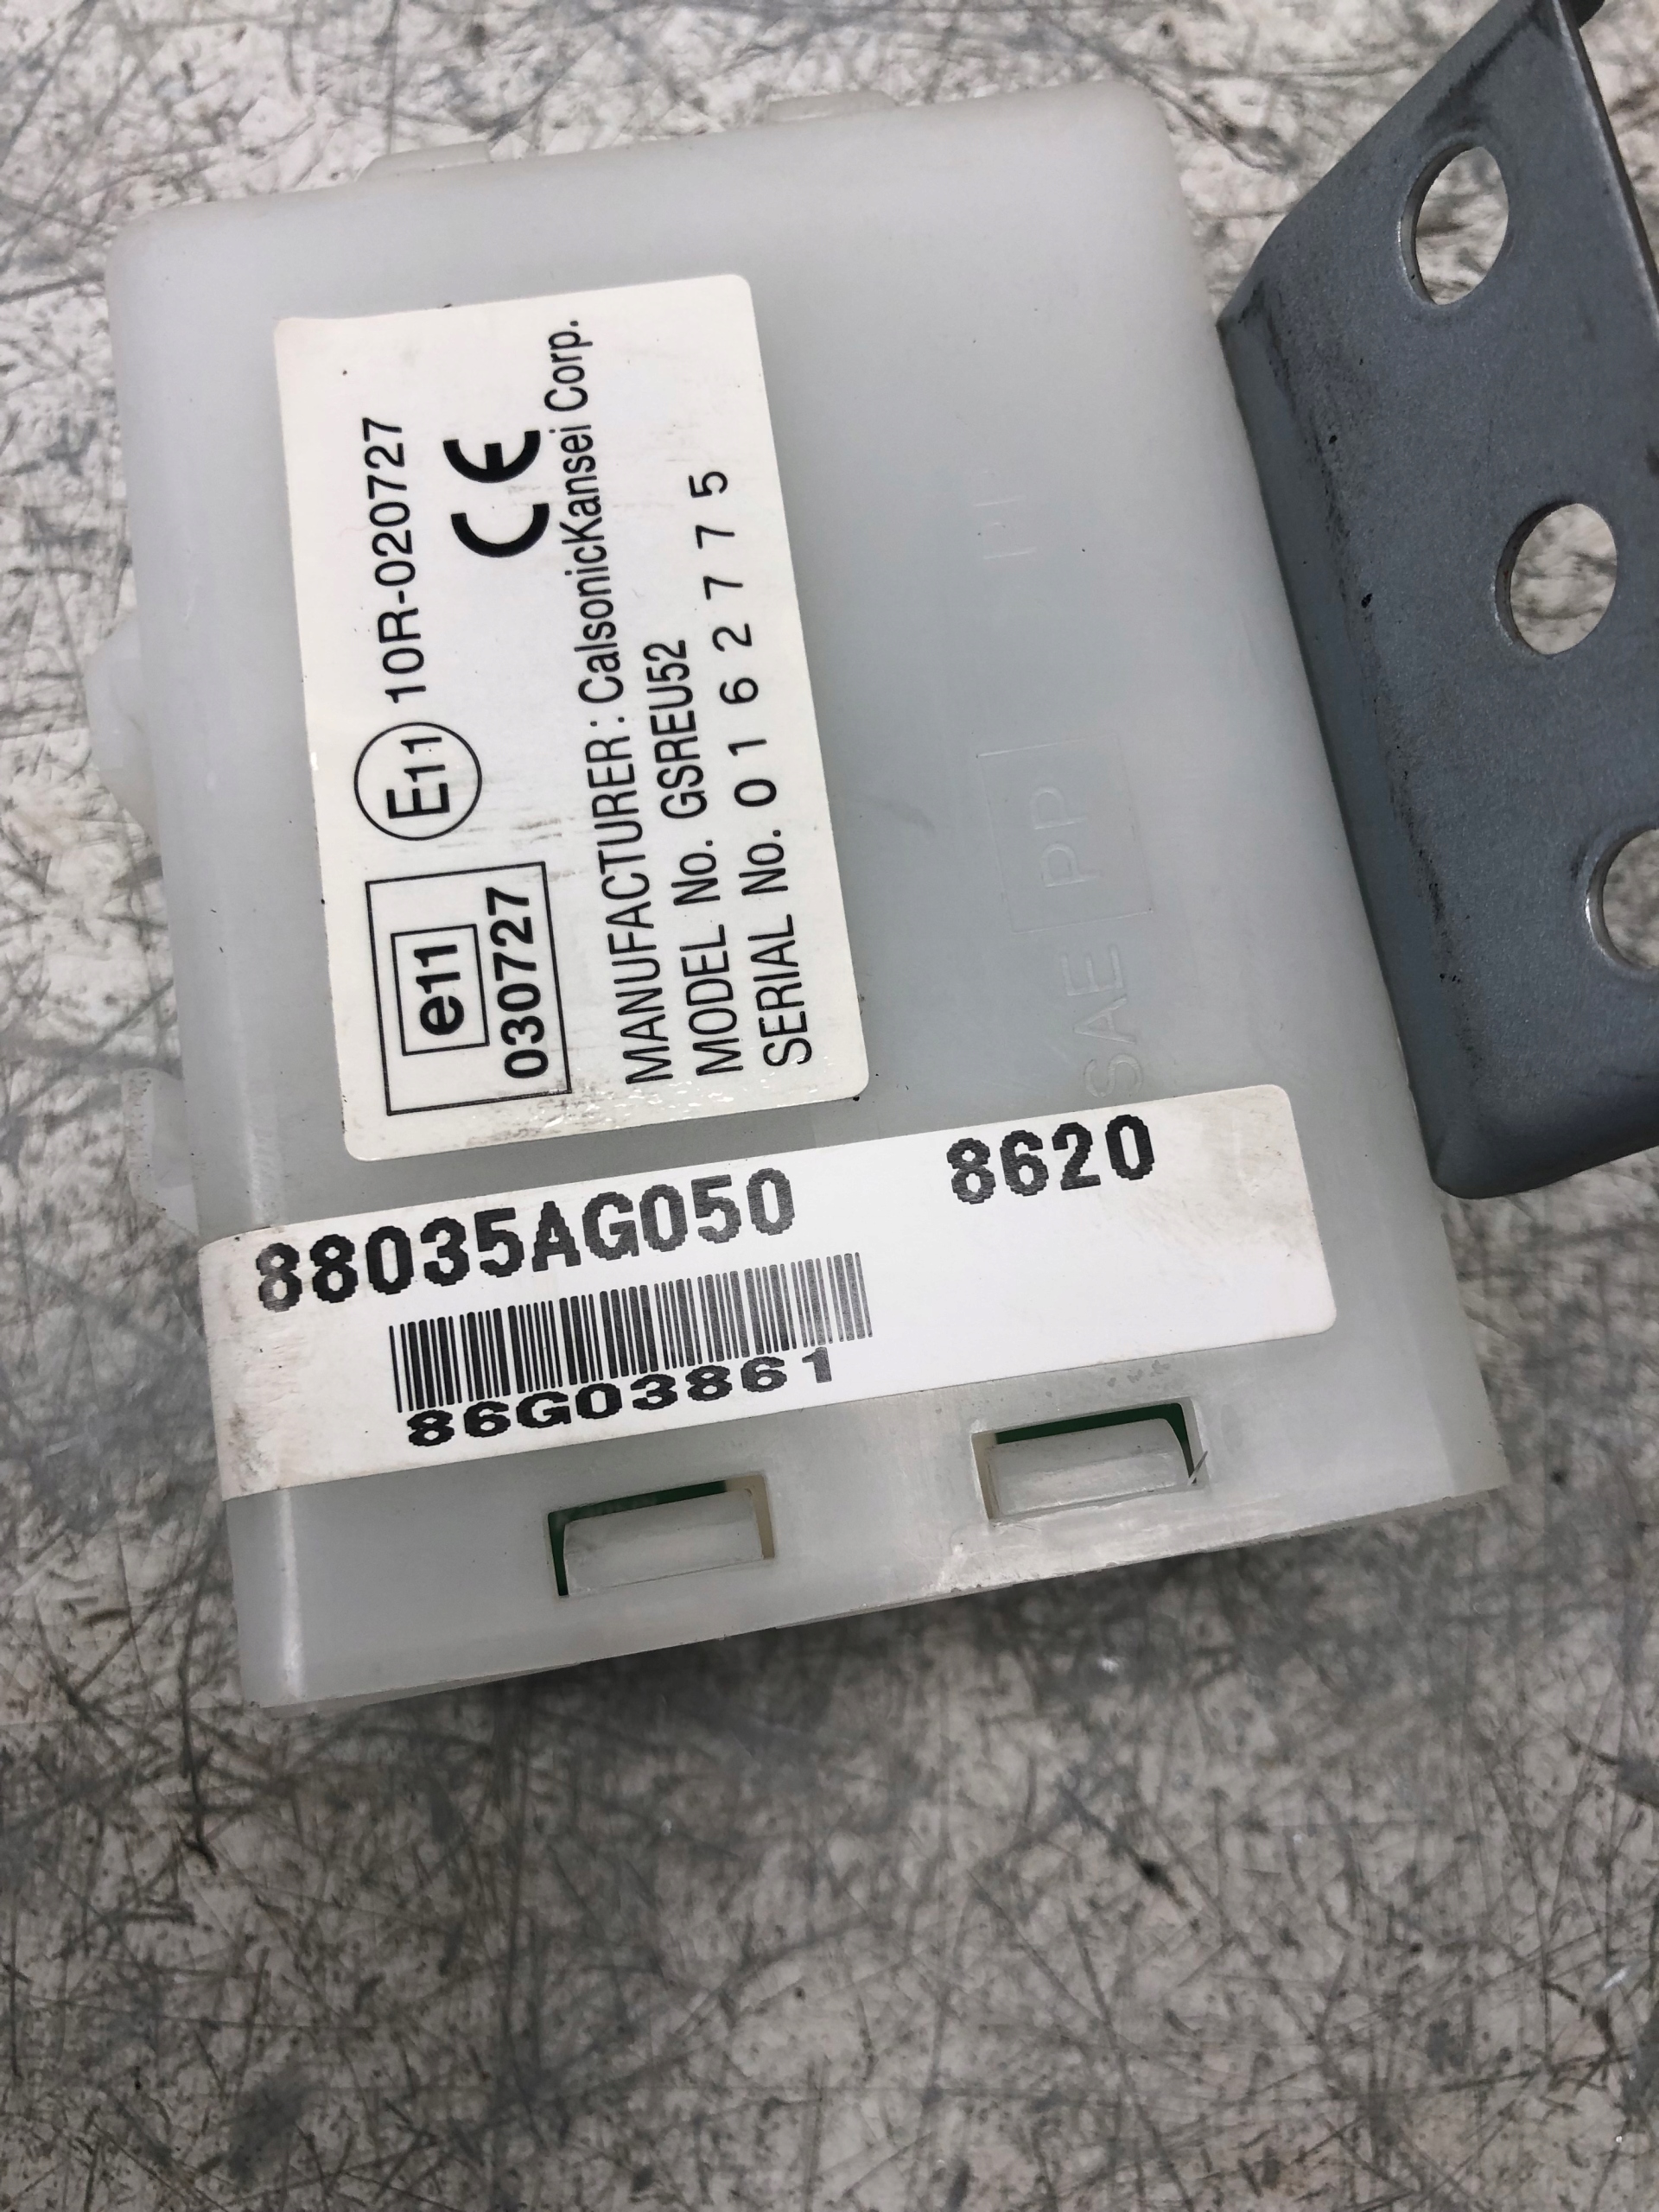 e11
030727
E11 10R-020727
CE
MANUFACTURER : CalsonicKansei Corp.
MODEL No. GSREU52
SERIAL No. 0 1 6 2 7 7 5
SAE PP
88035AG050 8620
86G03861